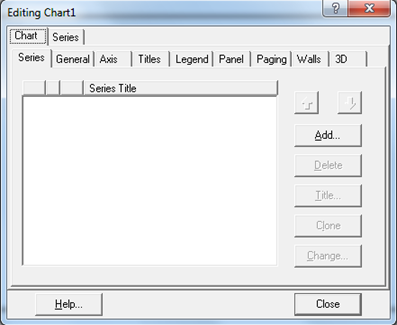 Editing Chart1
? X
Chart Series
Series General Axis Titles Legend Panel Paging Walls 3D
Series Title
Add...
Delete
Title...
Clone
Change...
Help... Close